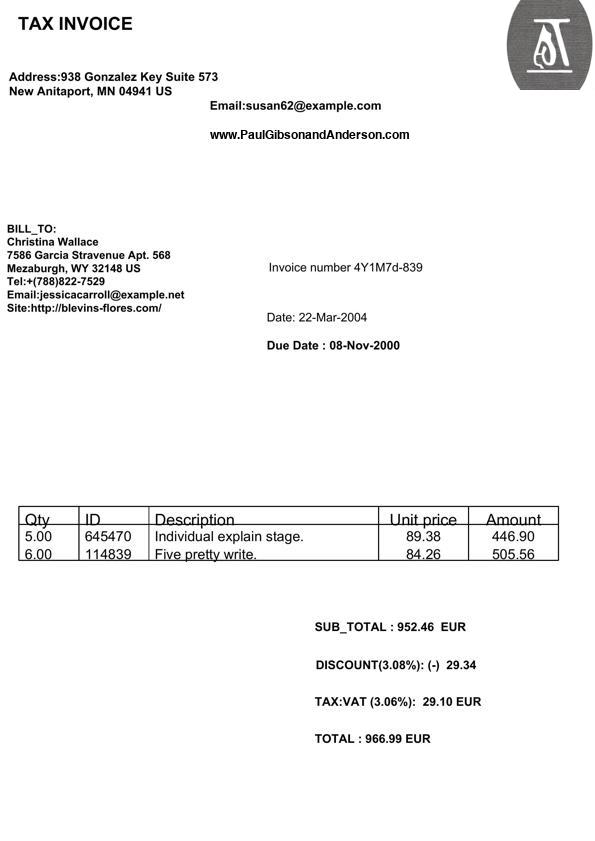 TAX INVOICE
Address:938 Gonzalez Key Suite 573
New Anitaport, MN 04941 US
Email:susan62@example.com
www.PaulGibsonandAnderson.com
BILL_TO:
Christina Wallace
7586 Garcia Stravenue Apt. 568
Mezaburgh, WY 32148 US
Tel:+(788)822-7529
Email:jessicacarroll@example.net
Site:http://blevins-flores.com/
Invoice number 4Y1M7d-839
Date: 22-Mar-2004
Due Date : 08-Nov-2000
Qty ID Description Unit price Amount
5.00 645470 Individual explain stage. 89.38 446.90
6.00 114839 Five pretty write. 84.26 505.56
SUB_TOTAL : 952.46 EUR
DISCOUNT(3.08%): (-) 29.34
TAX:VAT (3.06%): 29.10 EUR
TOTAL : 966.99 EUR